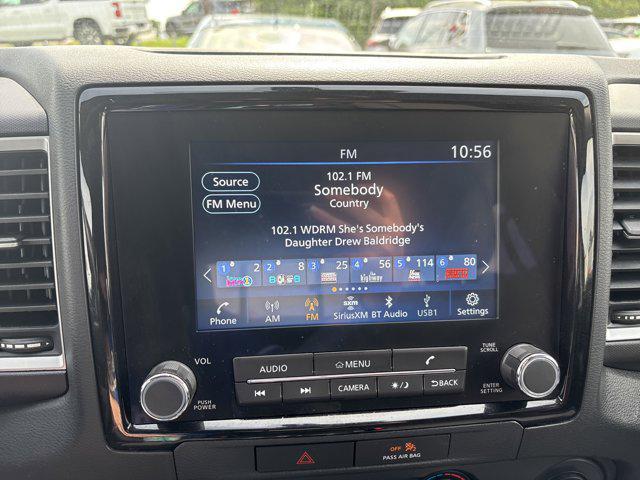 FM
10:56
Source
FM Menu
102.1 FM
Somebody
Country
102.1 WDRM She's Somebody's
Daughter Drew Baldridge
1 2
2 8
3 25
4 56
5 114
6 80
highway
Phone
AM
FM
sxm
SiriusXM
BT Audio
USB1
Settings
VOL
PUSH
POWER
AUDIO
MENU
CAMERA
BACK
TUNE
SCROLL
ENTER
SETTING
OFF
PASS AIR BAG